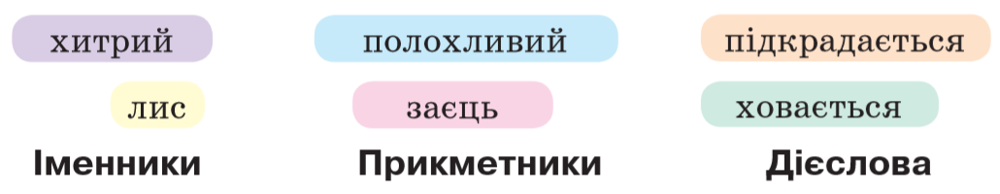 хитрий полохливий підкрадається
лис заєць ховається
Іменники Прикметники Дієслова